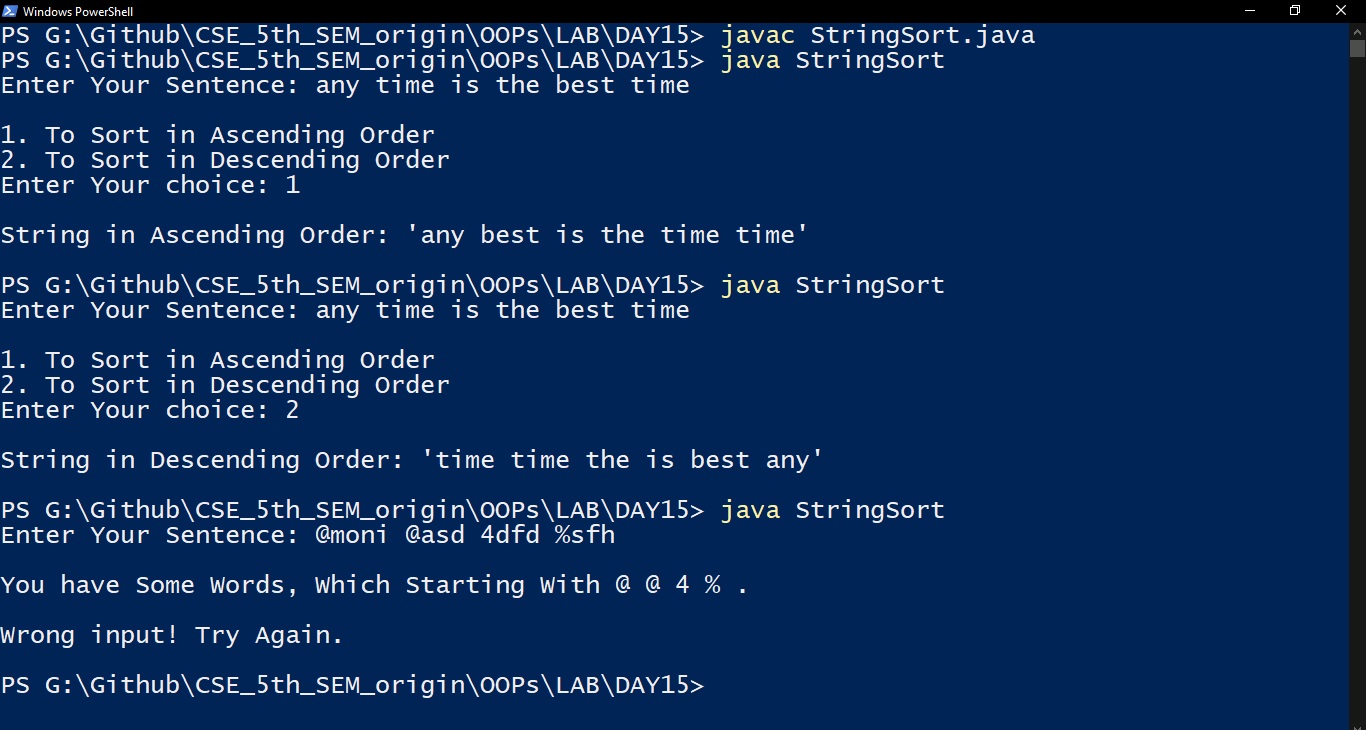 Windows PowerShell
PS G:\Github\CSE_5th_SEM_origin\OOPs\LAB\DAY15> javac StringSort.java
PS G:\Github\CSE_5th_SEM_origin\OOPs\LAB\DAY15> java StringSort
Enter Your Sentence: any time is the best time
1. To Sort in Ascending Order
2. To Sort in Descending Order
Enter Your choice: 1
String in Ascending Order: 'any best is the time time'
PS G:\Github\CSE_5th_SEM_origin\OOPs\LAB\DAY15> java StringSort
Enter Your Sentence: any time is the best time
1. To Sort in Ascending Order
2. To Sort in Descending Order
Enter Your choice: 2
String in Descending Order: 'time time the is best any'
PS G:\Github\CSE_5th_SEM_origin\OOPs\LAB\DAY15> java StringSort
Enter Your Sentence: @moni @asd 4dfd %sfh
You have Some Words, Which Starting With @ @ 4 % .
Wrong input! Try Again.
PS G:\Github\CSE_5th_SEM_origin\OOPs\LAB\DAY15>